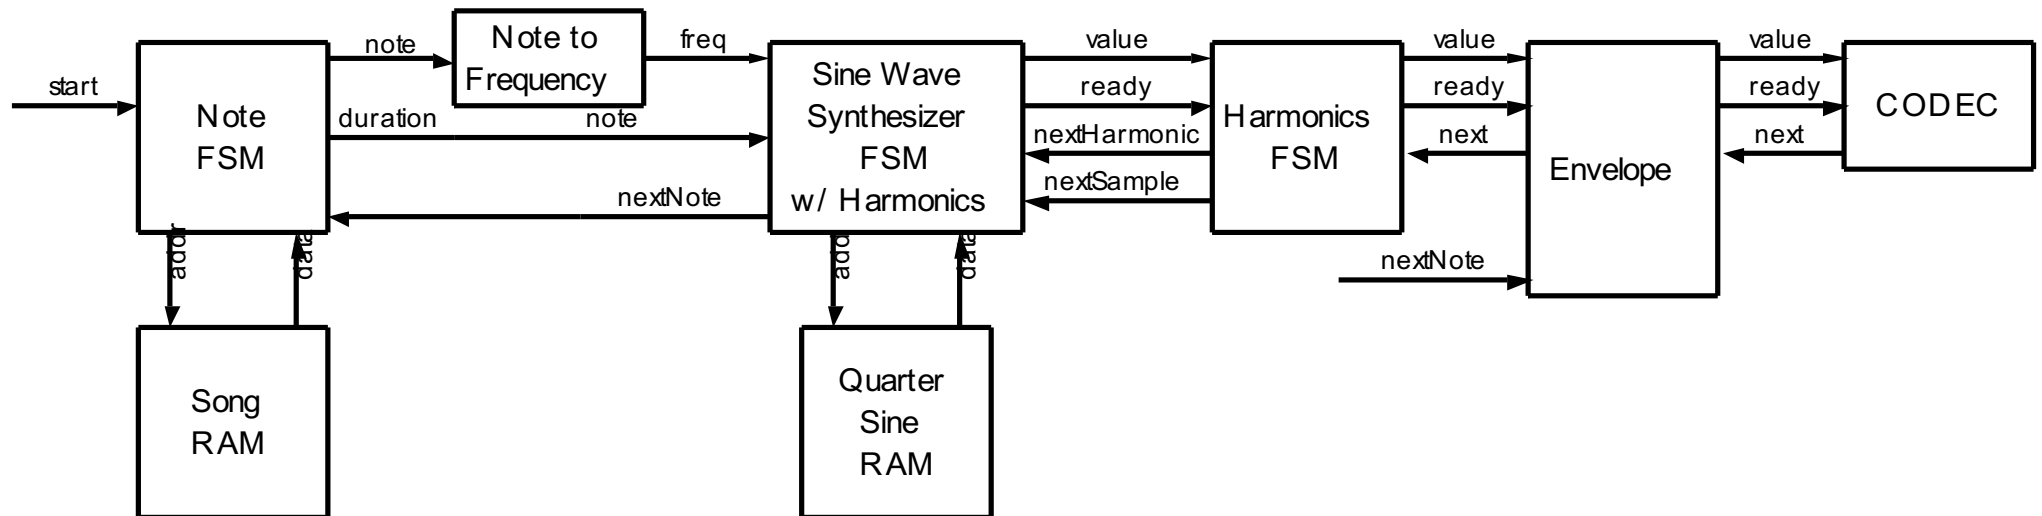 start
Note
FSM
note
Note to
Frequency
freq
duration
note
nextNote
addr
data
Song
RAM
Sine Wave
Synthesizer
FSM
w/ Harmonics
addr
data
Quarter
Sine
RAM
value
ready
nextHarmonic
nextSample
Harmonics
FSM
value
ready
next
nextNote
Envelope
value
ready
next
CODEC